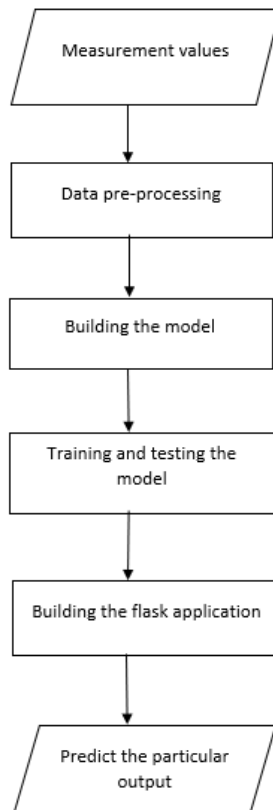 Measurement values
Data pre-processing
Building the model
Training and testing the
model
Building the flask application
Predict the particular
output